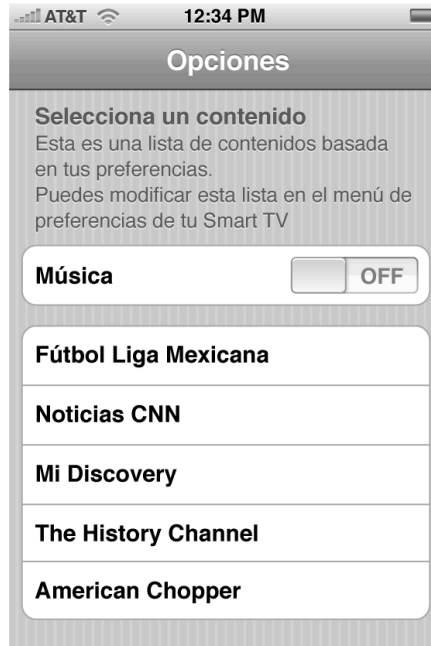 AT&T 12:34 PM
Opciones
Selecciona un contenido
Esta es una lista de contenidos basada
en tus preferencias.
Puedes modificar esta lista en el menú de
preferencias de tu Smart TV
Música OFF
Fútbol Liga Mexicana
Noticias CNN
Mi Discovery
The History Channel
American Chopper